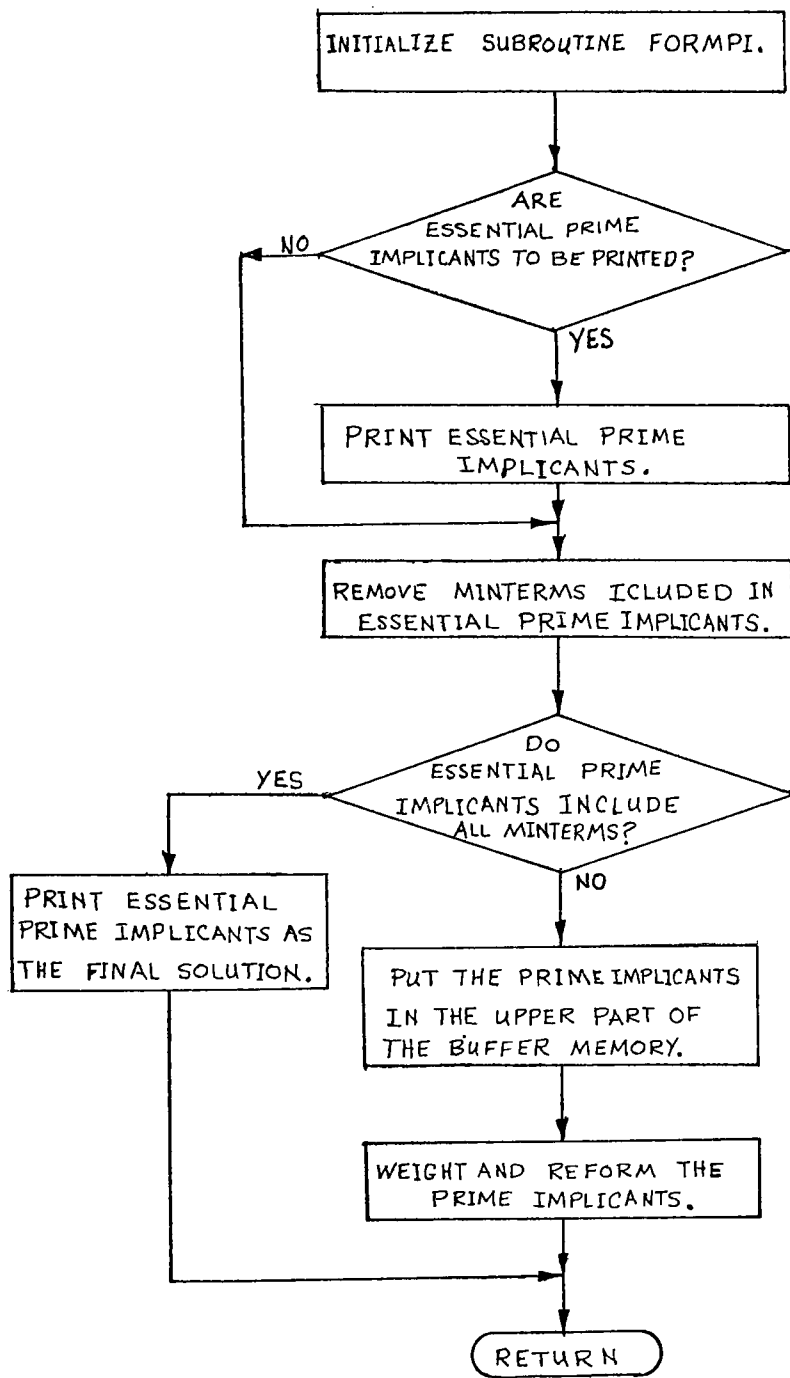 INITIALIZE SUBROUTINE FORMPI.
ARE
ESSENTIAL PRIME
IMPLICANTS TO BE PRINTED?
NO
YES
PRINT ESSENTIAL PRIME
IMPLICANTS.
REMOVE MINTERMS ICLUDED IN
ESSENTIAL PRIME IMPLICANTS.
DO
ESSENTIAL PRIME
IMPLICANTS INCLUDE
ALL MINTERMS?
YES
NO
PRINT ESSENTIAL
PRIME IMPLICANTS AS
THE FINAL SOLUTION.
PUT THE PRIME IMPLICANTS
IN THE UPPER PART OF
THE BUFFER MEMORY.
WEIGHT AND REFORM THE
PRIME IMPLICANTS.
RETURN